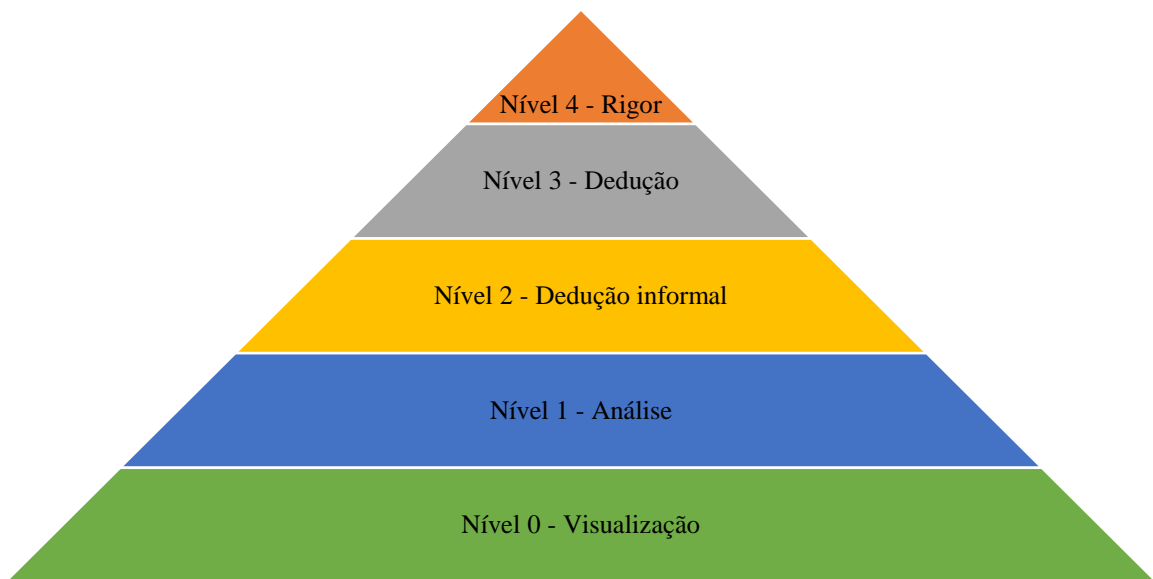 Nível 4 - Rigor
Nível 3 - Dedução
Nível 2 - Dedução informal
Nível 1 - Análise
Nível 0 - Visualização